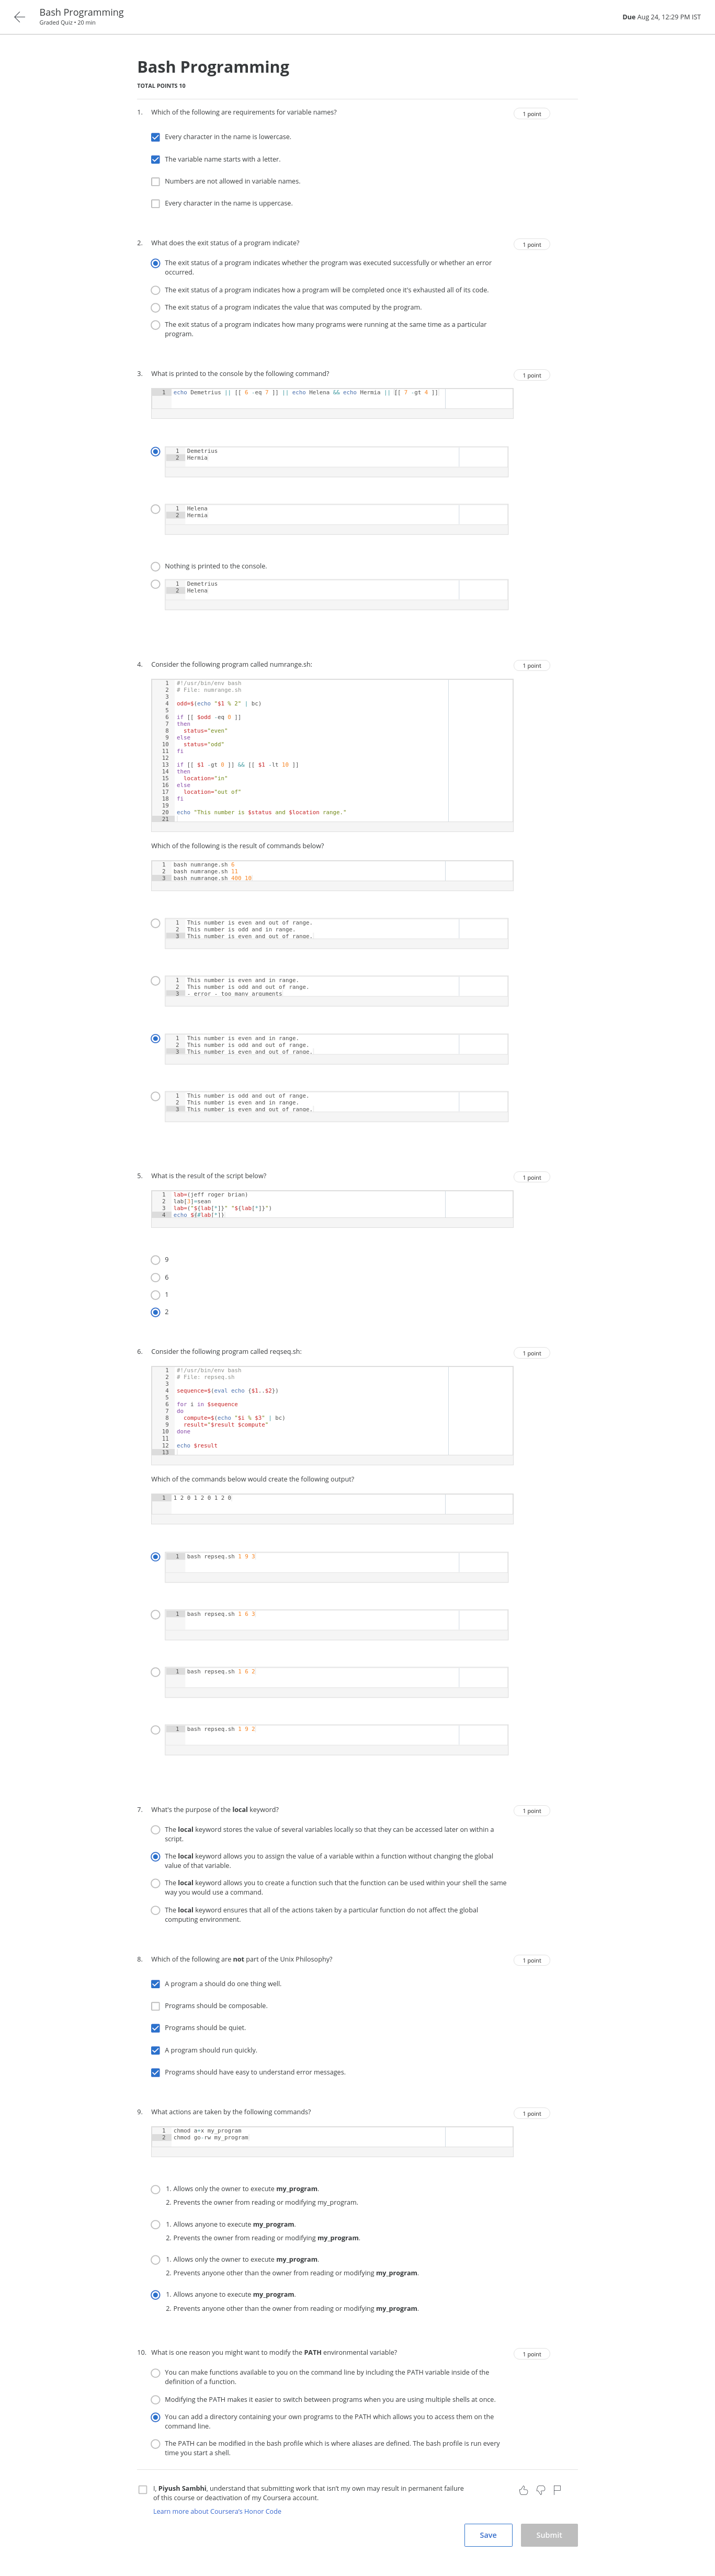 Bash Programming
Graded Quiz • 20 min
Due Aug 24, 12:29 PM IST
Bash Programming
TOTAL POINTS 10
1. Which of the following are requirements for variable names?
1 point
Every character in the name is lowercase.
The variable name starts with a letter.
Numbers are not allowed in variable names.
Every character in the name is uppercase.
2. What does the exit status of a program indicate?
1 point
The exit status of a program indicates whether the program was executed successfully or whether an error
occurred.
The exit status of a program indicates how a program will be completed once it's exhausted all of its code.
The exit status of a program indicates the value that was computed by the program.
The exit status of a program indicates how many programs were running at the same time as a particular
program.
3. What is printed to the console by the following command?
1 point
1 echo Demetrius || [[ 6 -eq 7 ]] || echo Helena && echo Hermia || [[ 7 -gt 4 ]]
1 Demetrius
2 Hermia
1 Helena
2 Hermia
Nothing is printed to the console.
1 Demetrius
2 Helena
4. Consider the following program called numrange.sh:
1 point
1 #!/usr/bin/env bash
2 # File: numrange.sh
3
4 odd=$(echo "$1 % 2" | bc)
5
6 if [[ $odd -eq 0 ]]
7 then
8 status="even"
9 else
10 status="odd"
11 fi
12
13 if [[ $1 -gt 0 ]] && [[ $1 -lt 10 ]]
14 then
15 location="in"
16 else
17 location="out of"
18 fi
19
20 echo "This number is $status and $location range."
21
Which of the following is the result of commands below?
1 bash numrange.sh 6
2 bash numrange.sh 11
3 bash numrange.sh 400 10
1 This number is even and out of range.
2 This number is odd and in range.
3 This number is even and out of range.
1 This number is even and in range.
2 This number is odd and out of range.
3 - error - too many arguments
1 This number is even and in range.
2 This number is odd and out of range.
3 This number is even and out of range.
1 This number is odd and out of range.
2 This number is even and in range.
3 This number is even and out of range.
5. What is the result of the script below?
1 point
1 lab=(jeff roger brian)
2 lab[3]=sean
3 lab=("${lab[*]}" "${lab[*]}")
4 echo ${#lab[*]}
9
6
1
2
6. Consider the following program called reqseq.sh:
1 point
1 #!/usr/bin/env bash
2 # File: repseq.sh
3
4 sequence=$(eval echo {$1..$2})
5
6 for i in $sequence
7 do
8 compute=$(echo "$i % $3" | bc)
9 result="$result $compute"
10 done
11
12 echo $result
13
Which of the commands below would create the following output?
1 1 2 0 1 2 0 1 2 0
1 bash repseq.sh 1 9 3
1 bash repseq.sh 1 6 3
1 bash repseq.sh 1 6 2
1 bash repseq.sh 1 9 2
7. What's the purpose of the local keyword?
1 point
The local keyword stores the value of several variables locally so that they can be accessed later on within a
script.
The local keyword allows you to assign the value of a variable within a function without changing the global
value of that variable.
The local keyword allows you to create a function such that the function can be used within your shell the same
way you would use a command.
The local keyword ensures that all of the actions taken by a particular function do not affect the global
computing environment.
8. Which of the following are not part of the Unix Philosophy?
1 point
A program a should do one thing well.
Programs should be composable.
Programs should be quiet.
A program should run quickly.
Programs should have easy to understand error messages.
9. What actions are taken by the following commands?
1 point
1 chmod a+x my_program
2 chmod go-rw my_program
1. Allows only the owner to execute my_program.
2. Prevents the owner from reading or modifying my_program.
1. Allows anyone to execute my_program.
2. Prevents the owner from reading or modifying my_program.
1. Allows only the owner to execute my_program.
2. Prevents anyone other than the owner from reading or modifying my_program.
1. Allows anyone to execute my_program.
2. Prevents anyone other than the owner from reading or modifying my_program.
10. What is one reason you might want to modify the PATH environmental variable?
1 point
You can make functions available to you on the command line by including the PATH variable inside of the
definition of a function.
Modifying the PATH makes it easier to switch between programs when you are using multiple shells at once.
You can add a directory containing your own programs to the PATH which allows you to access them on the
command line.
The PATH can be modified in the bash profile which is where aliases are defined. The bash profile is run every
time you start a shell.
I, Piyush Sambhi, understand that submitting work that isn't my own may result in permanent failure
of this course or deactivation of my Coursera account.
Learn more about Coursera's Honor Code
Save
Submit